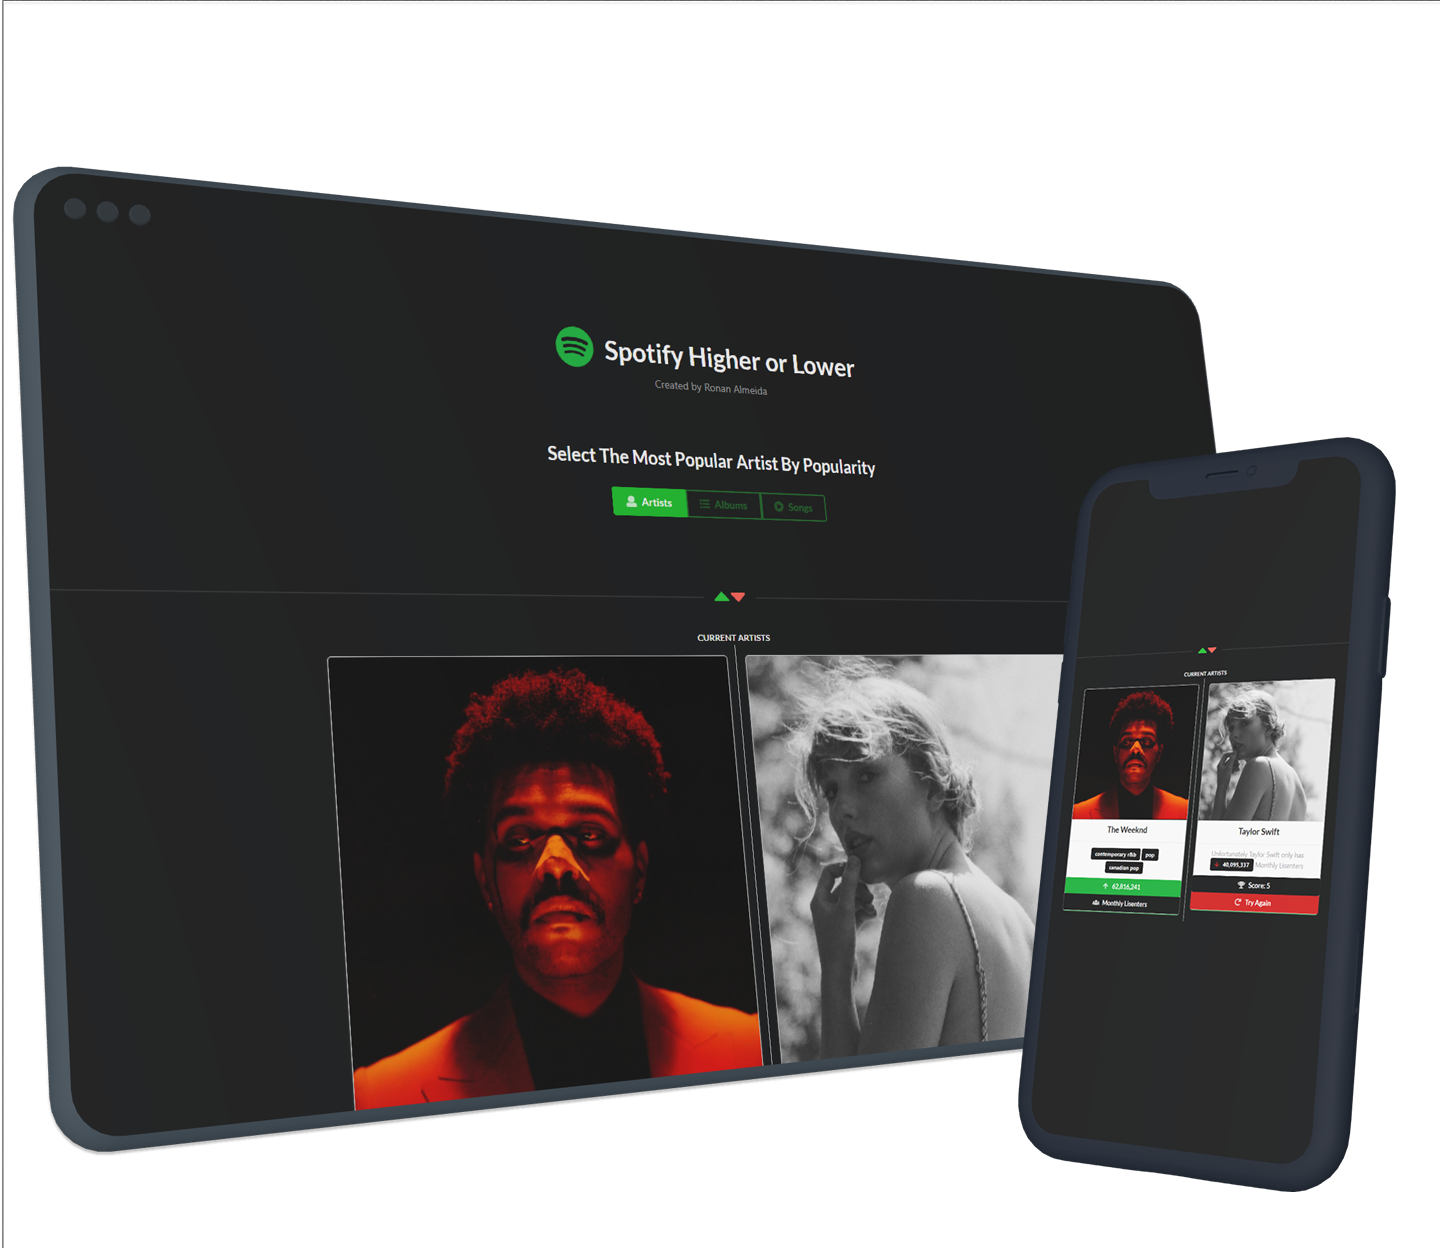 Spotify Higher or Lower
Created by Ronan Almeida
Select The Most Popular Artist By Popularity
Artists
Albums
Songs
CURRENT ARTISTS
CURRENT ARTISTS
The Weeknd
contemporary r&b
pop
canadian pop
62,816,241
Monthly Lisenters
Taylor Swift
Unfortunately Taylor Swift only has
40,095,337 Monthly Lisenters
Score: 5
Try Again